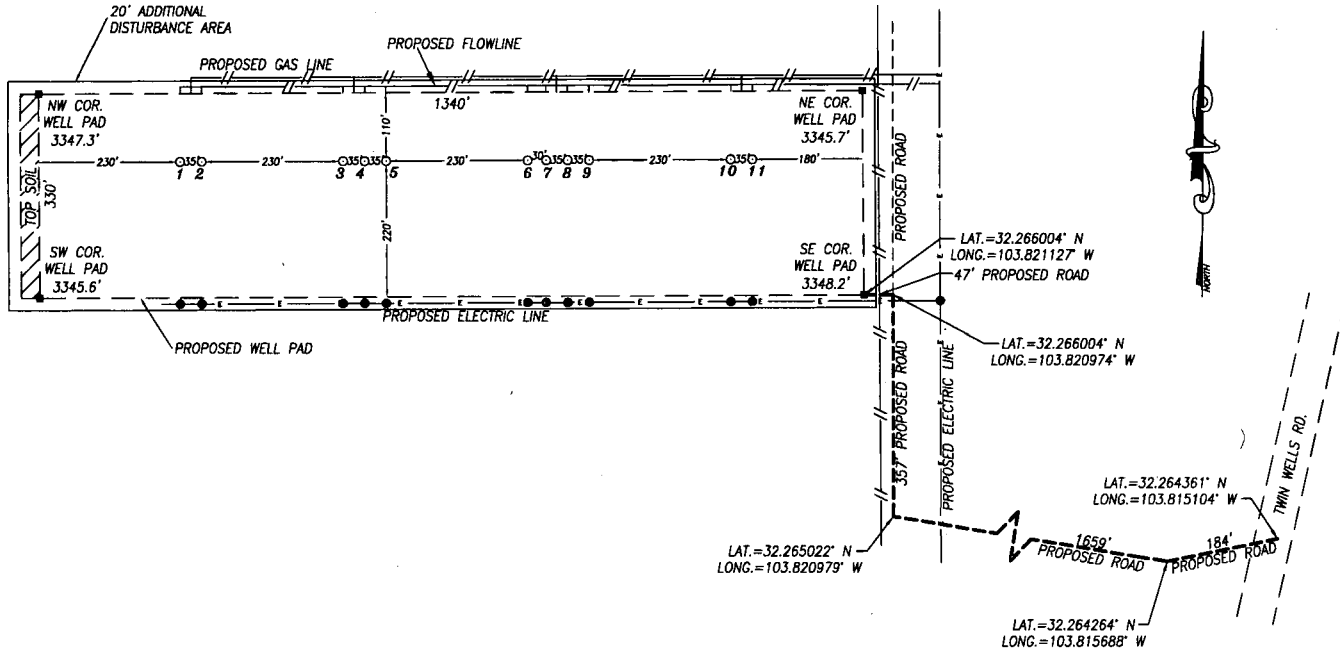 20' ADDITIONAL
DISTURBANCE AREA
PROPOSED GAS LINE
PROPOSED FLOWLINE
1340'
NW COR.
WELL PAD
3347.3'
NE COR.
WELL PAD
3345.7'
110'
230'
35'
230'
35'
35'
230'
30'
35'
35'
230'
35'
180'
1
2
3
4
5
6
7
8
9
10
11
TOP SOIL
330'
220'
SW COR.
WELL PAD
3345.6'
SE COR.
WELL PAD
3348.2'
E
E
E
E
E
E
E
E
PROPOSED ELECTRIC LINE
PROPOSED WELL PAD
PROPOSED ROAD
LAT.=32.266004° N
LONG.=103.821127° W
47' PROPOSED ROAD
LAT.=32.266004° N
LONG.=103.820974° W
NORTH
357' PROPOSED ROAD
PROPOSED ELECTRIC LINE
TWIN WELLS RD.
LAT.=32.264361° N
LONG.=103.815104° W
LAT.=32.265022° N
LONG.=103.820979° W
1659'
PROPOSED ROAD
184'
PROPOSED ROAD
LAT.=32.264264° N
LONG.=103.815688° W